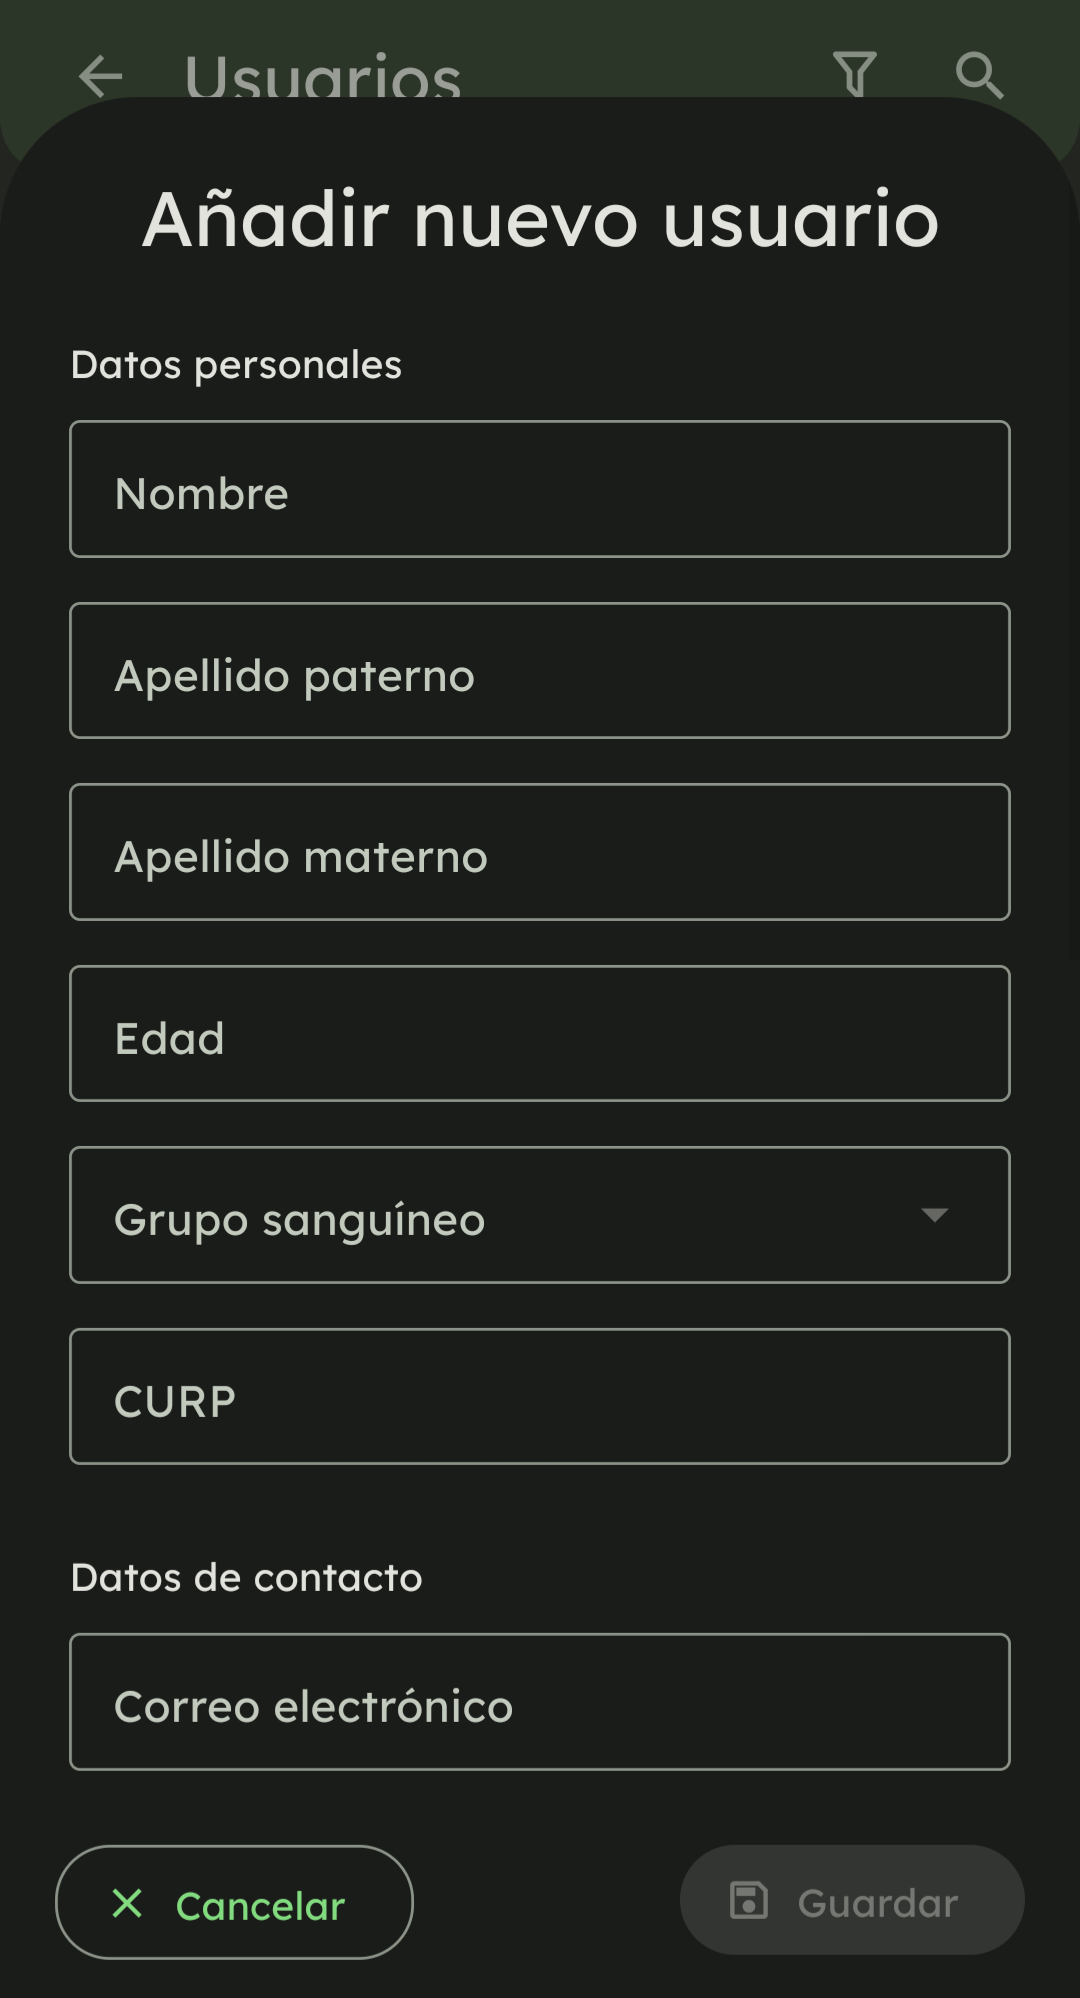 Usuarios
Añadir nuevo usuario
Datos personales
Nombre
Apellido paterno
Apellido materno
Edad
Grupo sanguíneo
CURP
Datos de contacto
Correo electrónico
Cancelar
Guardar